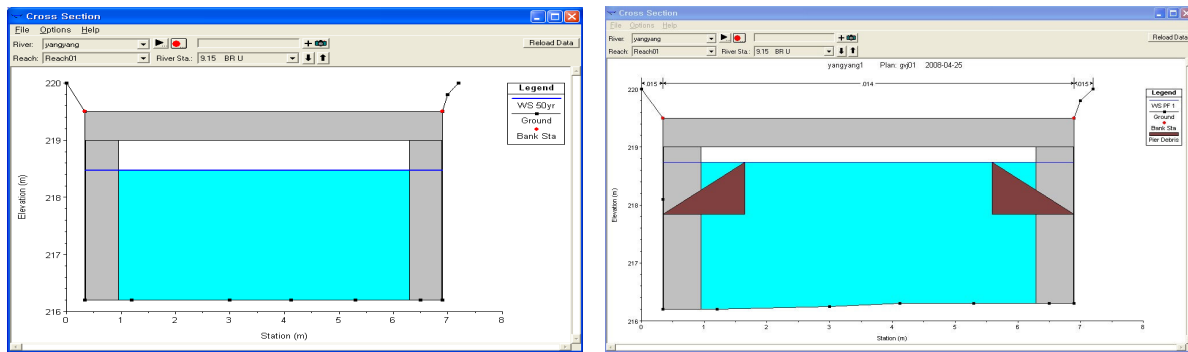 Cross Section
File Options Help
River: yangyang
Reload Data
Reach: Reach01 River Sta.: 9.15 BR U
Legend
WS 50yr
Ground
Bank Sta
220
219
218
217
216
Elevation (m)
0 1 2 3 4 5 6 7 8
Station (m)
Cross Section
File Options Help
River: yangyang
Reload Data
Reach: Reach01 River Sta.: 9.15 BR U
yangyang1 Plan: gvj01 2008-04-25
.015 .014 .015
Legend
WS PF 1
Ground
Bank Sta
Pier Debris
220
219
218
217
216
Elevation (m)
0 1 2 3 4 5 6 7 8
Station (m)